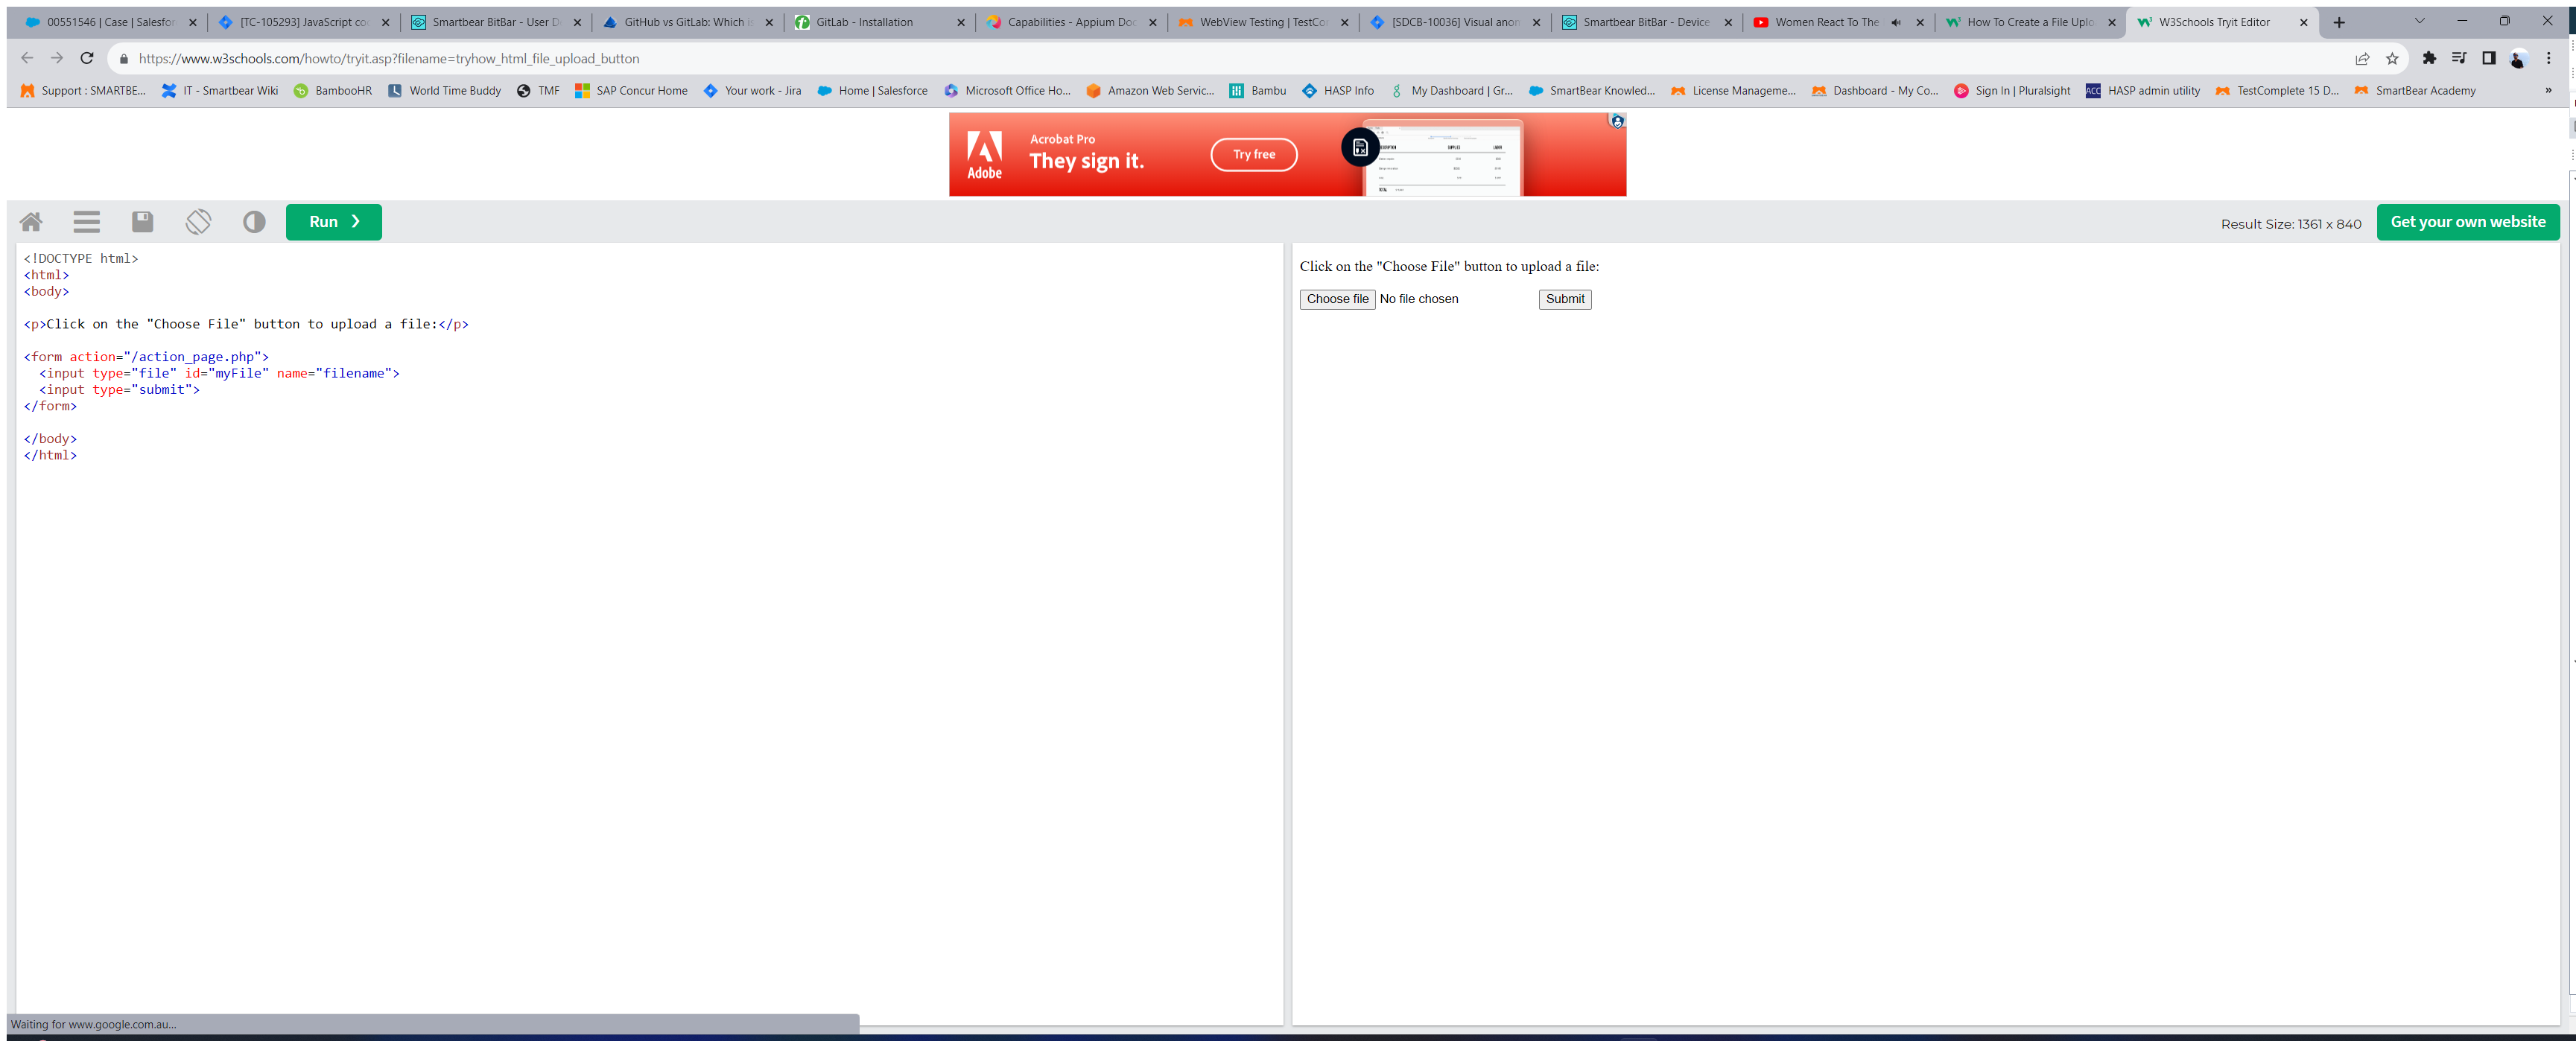 00551546 | Case | Salesfor
[TC-105293] JavaScript co
Smartbear BitBar - User D
GitHub vs GitLab: Which i
GitLab - Installation
Capabilities - Appium Doc
WebView Testing | TestCo
[SDCB-10036] Visual anon
Smartbear BitBar - Device
Women React To The
How To Create a File Uplo
W3Schools Tryit Editor
https://www.w3schools.com/howto/tryit.asp?filename=tryhow_html_file_upload_button
Support : SMARTBE...
IT - Smartbear Wiki
BambooHR
World Time Buddy
TMF
SAP Concur Home
Your work - Jira
Home | Salesforce
Microsoft Office Ho...
Amazon Web Servic...
Bambu
HASP Info
My Dashboard | Gr...
SmartBear Knowled...
License Manageme...
Dashboard - My Co...
Sign In | Pluralsight
ACC
HASP admin utility
TestComplete 15 D...
SmartBear Academy
»
Adobe
Acrobat Pro
They sign it.
Try free
Run ❯
Result Size: 1361 x 840
Get your own website
<!DOCTYPE html>
<html>
<body>
<p>Click on the "Choose File" button to upload a file:</p>
<form action="/action_page.php">
<input type="file" id="myFile" name="filename">
<input type="submit">
</form>
</body>
</html>
Click on the "Choose File" button to upload a file:
Choose file No file chosen Submit
Waiting for www.google.com.au...